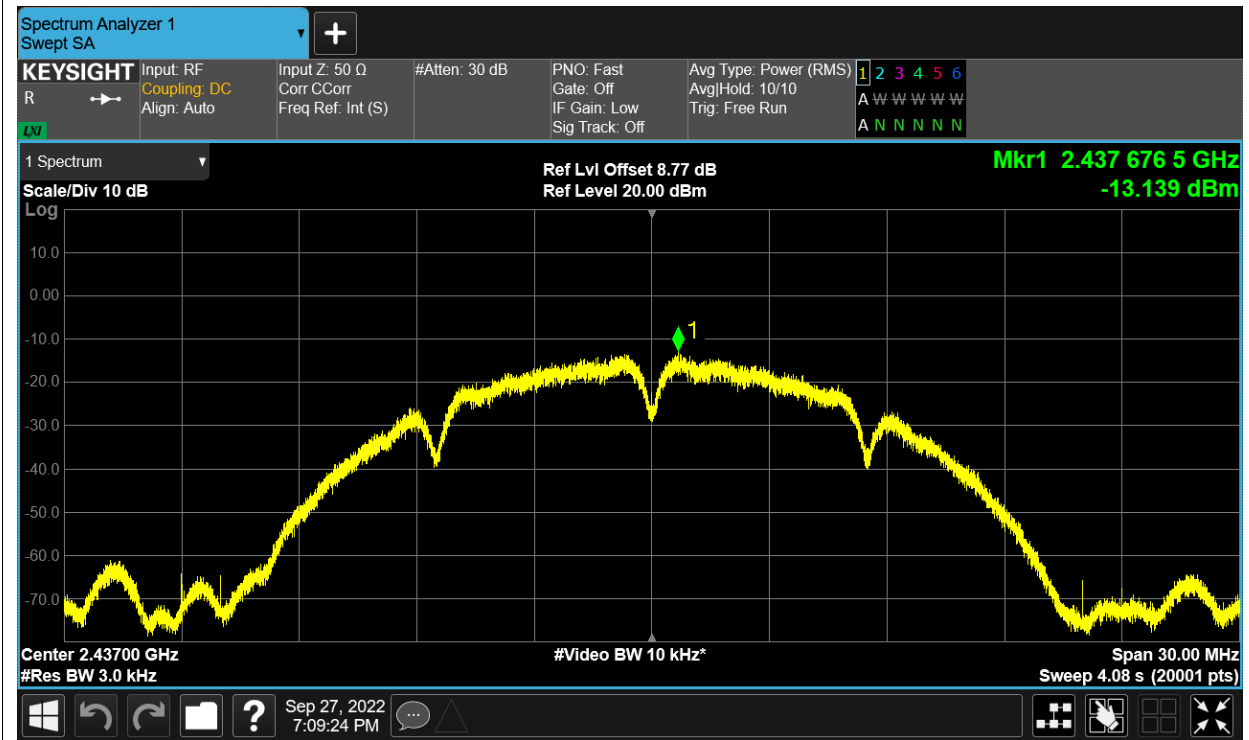 Spectrum Analyzer 1
Swept SA
+
KEYSIGHT
R
LXI
Input: RF
Coupling: DC
Align: Auto
Input Z: 50 Ω
Corr CCorr
Freq Ref: Int (S)
#Atten: 30 dB
PNO: Fast
Gate: Off
IF Gain: Low
Sig Track: Off
Avg Type: Power (RMS)
Avg|Hold: 10/10
Trig: Free Run
1 2 3 4 5 6
A W W W W W
A N N N N N
1 Spectrum
Scale/Div 10 dB
Log
Ref Lvl Offset 8.77 dB
Ref Level 20.00 dBm
Mkr1 2.437 676 5 GHz
-13.139 dBm
10.0
0.00
-10.0
-20.0
-30.0
-40.0
-50.0
-60.0
-70.0
1
Center 2.43700 GHz
#Res BW 3.0 kHz
#Video BW 10 kHz*
Span 30.00 MHz
Sweep 4.08 s (20001 pts)
?
Sep 27, 2022
7:09:24 PM